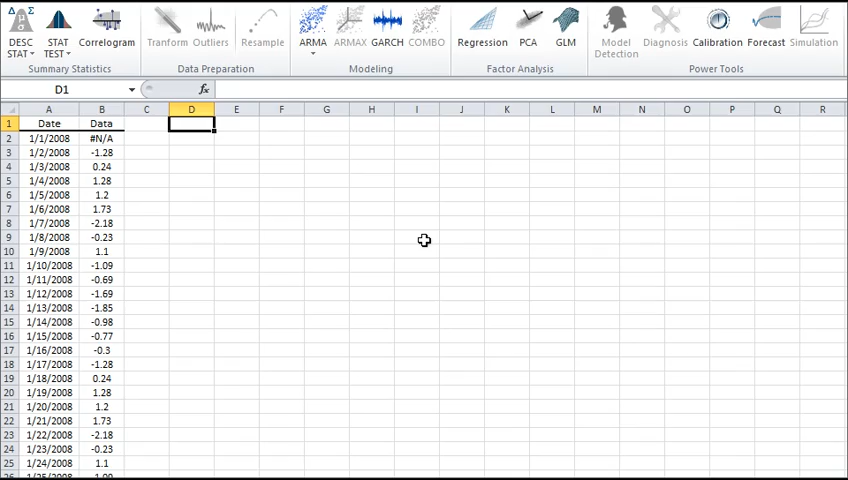 DESC STAT STAT TEST Correlogram Tranform Outliers Resample ARMA ARMAX GARCH COMBO Regression PCA GLM Model Detection Diagnosis Calibration Forecast Simulation
Summary Statistics Data Preparation Modeling Factor Analysis Power Tools
D1 fx
A B C D E F G H I J K L M N O P Q R
1 Date Data
2 1/1/2008 #N/A
3 1/2/2008 -1.28
4 1/3/2008 0.24
5 1/4/2008 1.28
6 1/5/2008 1.2
7 1/6/2008 1.73
8 1/7/2008 -2.18
9 1/8/2008 -0.23
10 1/9/2008 1.1
11 1/10/2008 -1.09
12 1/11/2008 -0.69
13 1/12/2008 -1.69
14 1/13/2008 -1.85
15 1/14/2008 -0.98
16 1/15/2008 -0.77
17 1/16/2008 -0.3
18 1/17/2008 -1.28
19 1/18/2008 0.24
20 1/19/2008 1.28
21 1/20/2008 1.2
22 1/21/2008 1.73
23 1/22/2008 -2.18
24 1/23/2008 -0.23
25 1/24/2008 1.1
26 1/25/2008 -1.09